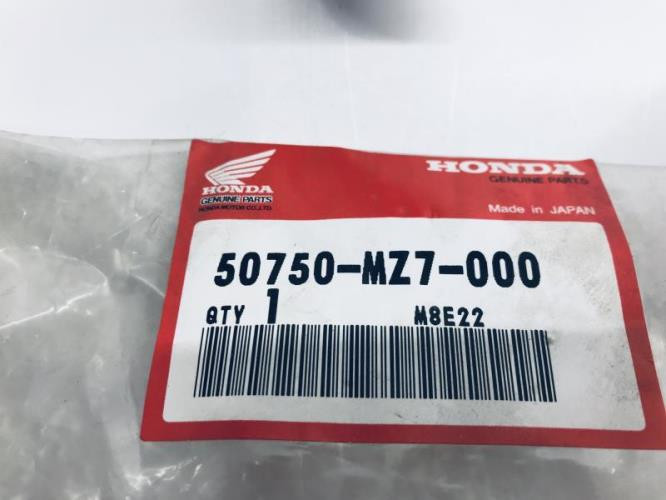 HONDA
GENUINE PARTS
HONDA MOTOR CO.,LTD.
HONDA
GENUINE PARTS
Made in JAPAN
50750-MZ7-000
QTY 1 M8E22